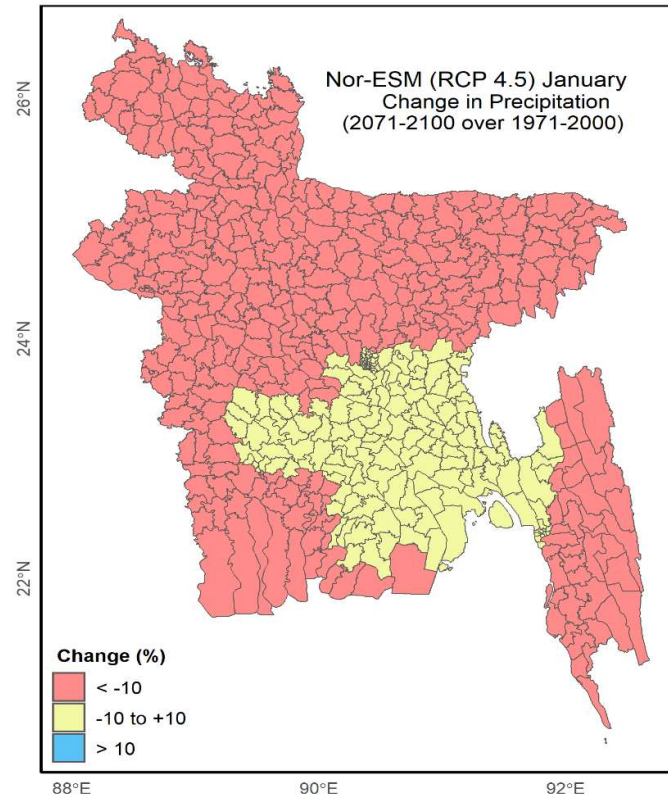 Nor-ESM (RCP 4.5) January
Change in Precipitation
(2071-2100 over 1971-2000)
26°N
24°N
22°N
Change (%)
< -10
-10 to +10
> 10
88°E
90°E
92°E